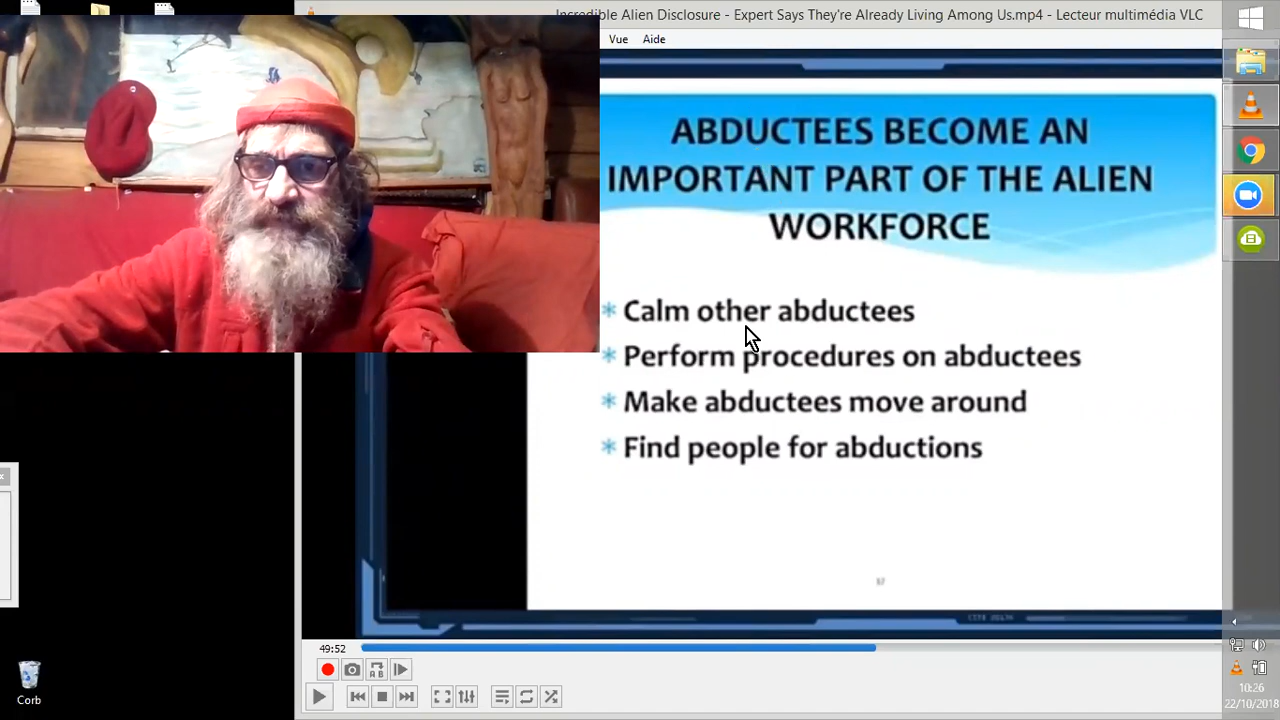 Incredible Alien Disclosure - Expert Says They're Already Living Among Us.mp4 - Lecteur multimédia VLC
Vue Aide
ABDUCTEES BECOME AN
IMPORTANT PART OF THE ALIEN
WORKFORCE
* Calm other abductees
* Perform procedures on abductees
* Make abductees move around
* Find people for abductions
49:52
Corb
10:26
22/10/2018